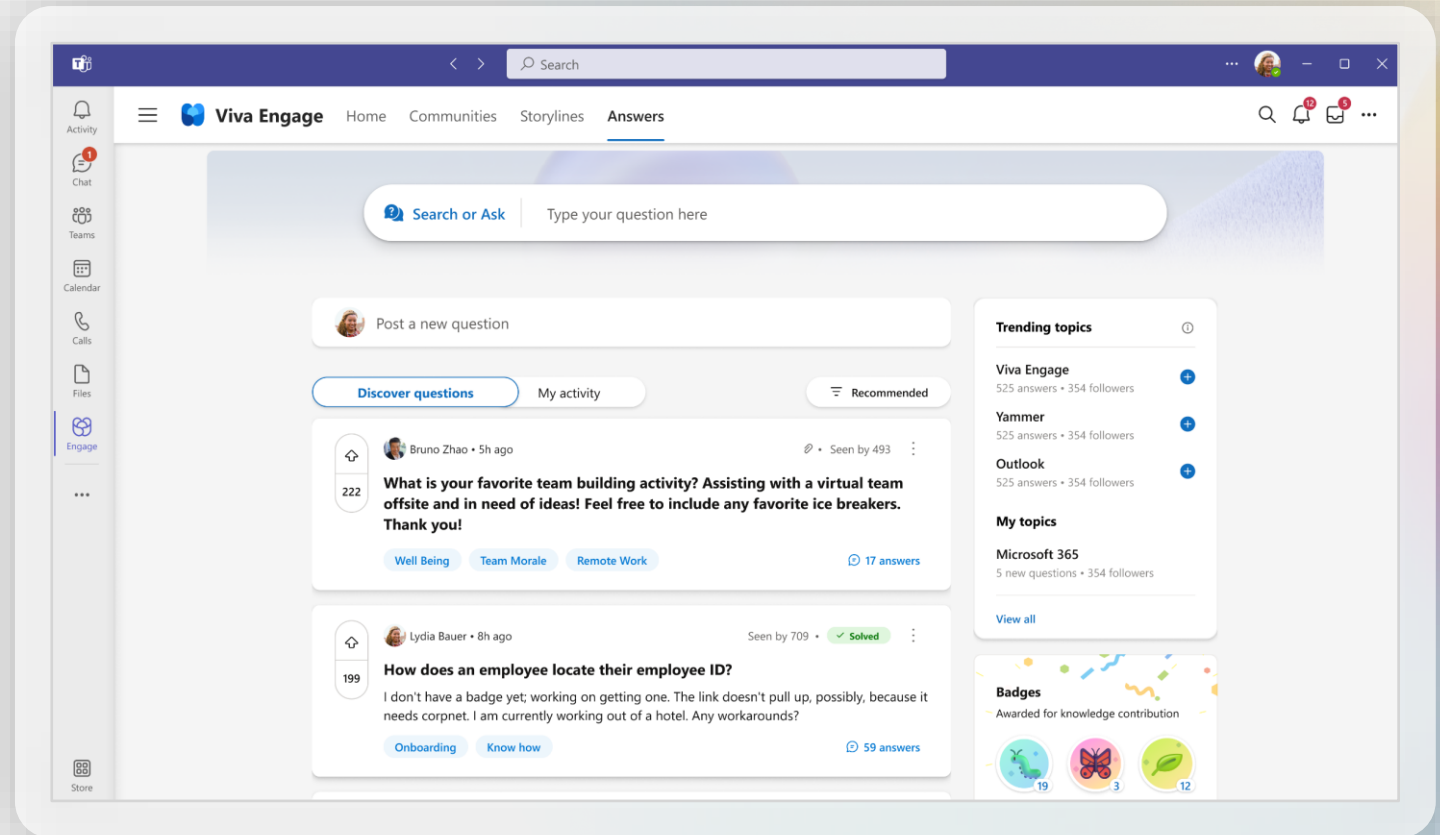 Search
Activity
1
Chat
Teams
Calendar
Calls
Files
Engage
Store
Viva Engage Home Communities Storylines Answers
12
5
Search or Ask Type your question here
Post a new question
Discover questions My activity Recommended
Bruno Zhao • 5h ago • Seen by 493
222
What is your favorite team building activity? Assisting with a virtual team
offsite and in need of ideas! Feel free to include any favorite ice breakers.
Thank you!
Well Being Team Morale Remote Work 17 answers
Lydia Bauer • 8h ago Seen by 709 • Solved
199
How does an employee locate their employee ID?
I don't have a badge yet; working on getting one. The link doesn't pull up, possibly, because it
needs corpnet. I am currently working out of a hotel. Any workarounds?
Onboarding Know how 59 answers
Trending topics
Viva Engage
525 answers • 354 followers
Yammer
525 answers • 354 followers
Outlook
525 answers • 354 followers
My topics
Microsoft 365
5 new questions • 354 followers
View all
Badges
Awarded for knowledge contribution
19 3 12